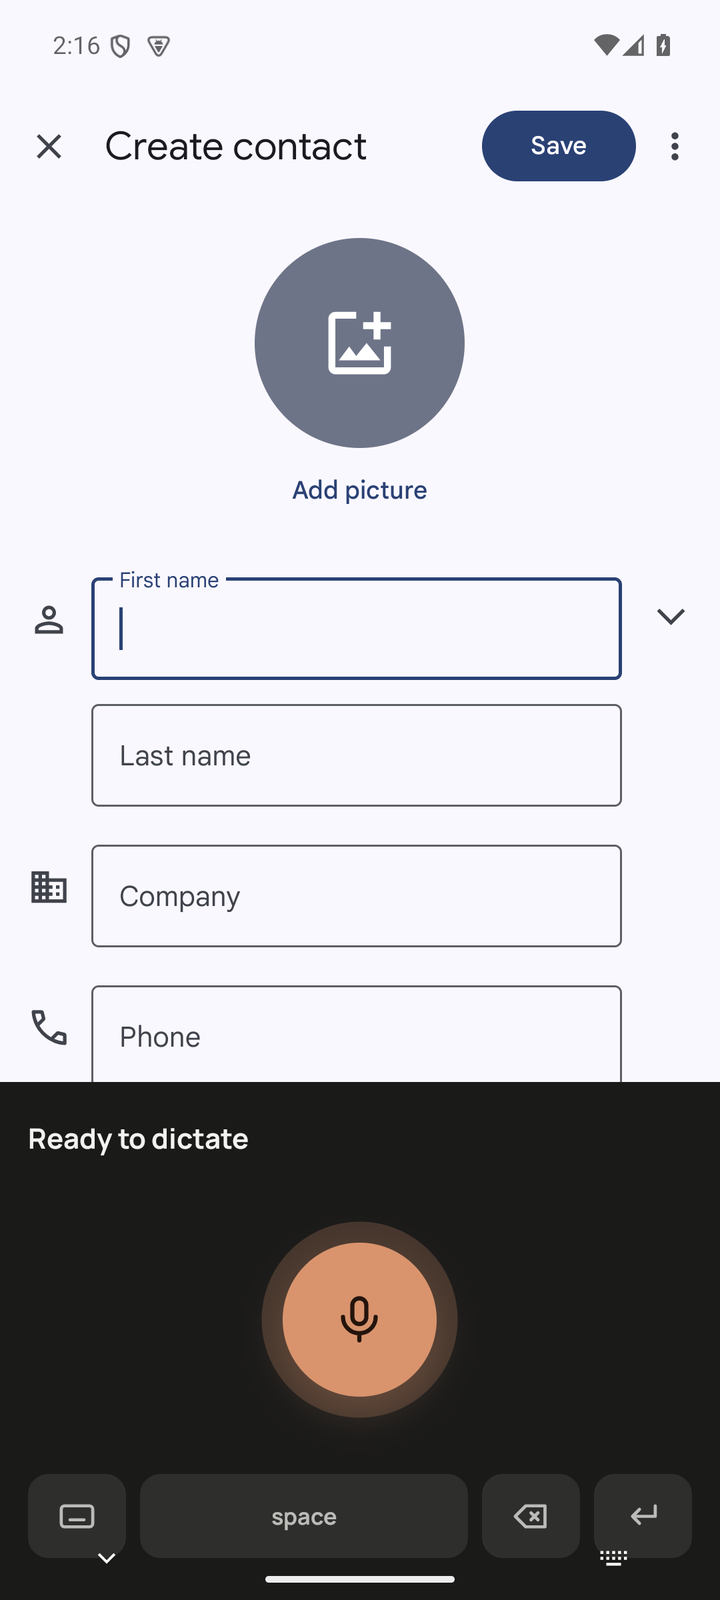 2:16
Create contact
Save
Add picture
First name
Last name
Company
Phone
Ready to dictate
space